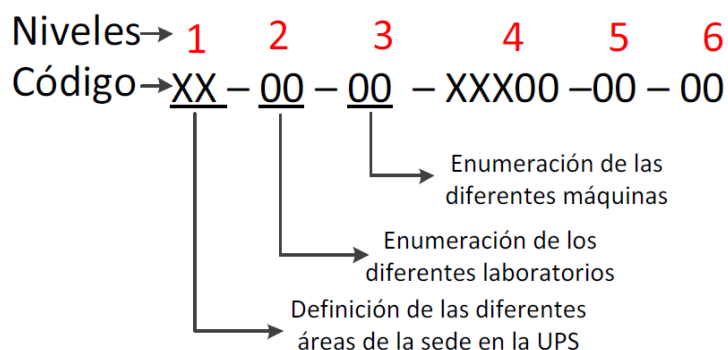 Niveles 1 2 3 4 5 6
Código XX – 00 – 00 – XXX00 –00 – 00
Enumeración de las
diferentes máquinas
Enumeración de los
diferentes laboratorios
Definición de las diferentes
áreas de la sede en la UPS